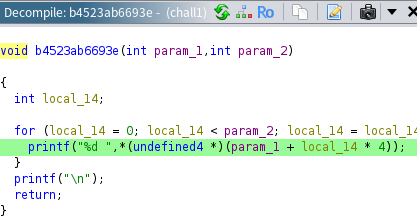 Decompile: b4523ab6693e - (chall1) Ro
void b4523ab6693e(int param_1,int param_2)
{
int local_14;
for (local_14 = 0; local_14 < param_2; local_14 = local_14
printf("%d ",*(undefined4 *)(param_1 + local_14 * 4));
}
printf("\n");
return;
}